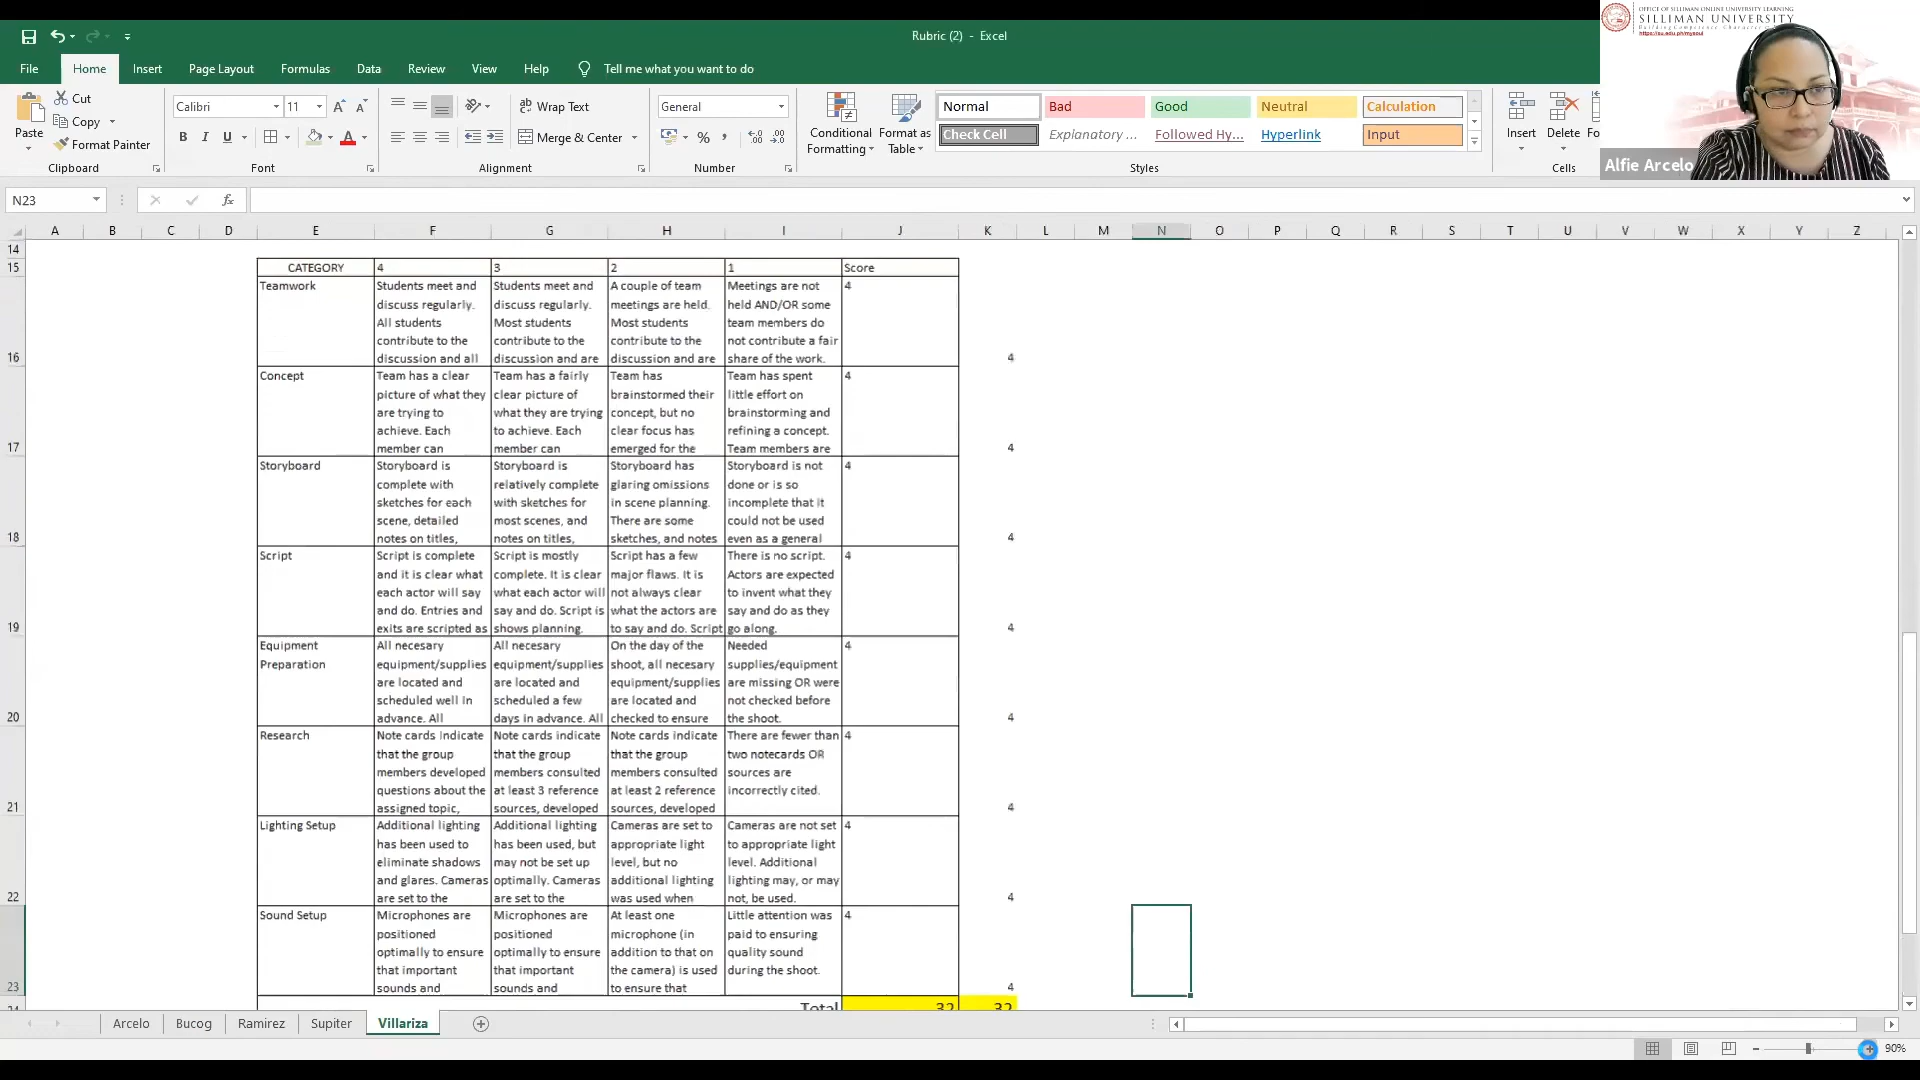 Rubric (2) - Excel
OFFICE OF SILLIMAN ONLINE UNIVERSITY LEARNING
SILLIMAN UNIVERSITY
https://su.edu.ph/mysoul
Alfie Arcelo
File Home Insert Page Layout Formulas Data Review View Help Tell me what you want to do
Paste
Cut
Copy
Format Painter
Clipboard
Calibri 11
B I U
Font
Wrap Text
Merge & Center
Alignment
General
Number
Conditional Formatting
Format as Table
Normal Bad Good Neutral Calculation
Check Cell Explanatory ... Followed Hy... Hyperlink Input
Styles
Insert Delete Fo
Cells
N23
fx
A B C D E F G H I J K L M N O P Q R S T U V W X Y Z
14
15
CATEGORY 4 3 2 1 Score
16
Teamwork
Students meet and
discuss regularly.
All students
contribute to the
discussion and all
Students meet and
discuss regularly.
Most students
contribute to the
discussion and are
A couple of team
meetings are held.
Most students
contribute to the
discussion and are
Meetings are not
held AND/OR some
team members do
not contribute a fair
share of the work.
4
4
17
Concept
Team has a clear
picture of what they
are trying to
achieve. Each
member can
Team has a fairly
clear picture of
what they are trying
to achieve. Each
member can
Team has
brainstormed their
concept, but no
clear focus has
emerged for the
Team has spent
little effort on
brainstorming and
refining a concept.
Team members are
4
4
18
Storyboard
Storyboard is
complete with
sketches for each
scene, detailed
notes on titles,
Storyboard is
relatively complete
with sketches for
most scenes, and
notes on titles,
Storyboard has
glaring omissions
in scene planning.
There are some
sketches, and notes
Storyboard is not
done or is so
incomplete that it
could not be used
even as a general
4
4
19
Script
Script is complete
and it is clear what
each actor will say
and do. Entries and
exits are scripted as
Script is mostly
complete. It is clear
what each actor will
say and do. Script is
shows planning.
Script has a few
major flaws. It is
not always clear
what the actors are
to say and do. Script
There is no script.
Actors are expected
to invent what they
say and do as they
go along.
4
4
20
Equipment
Preparation
All necesary
equipment/supplies
are located and
scheduled well in
advance. All
All necesary
equipment/supplies
are located and
scheduled a few
days in advance. All
On the day of the
shoot, all necesary
equipment/supplies
are located and
checked to ensure
Needed
supplies/equipment
are missing OR were
not checked before
the shoot.
4
4
21
Research
Note cards indicate
that the group
members developed
questions about the
assigned topic,
Note cards indicate
that the group
members consulted
at least 3 reference
sources, developed
Note cards indicate
that the group
members consulted
at least 2 reference
sources, developed
There are fewer than
two notecards OR
sources are
incorrectly cited.
4
4
22
Lighting Setup
Additional lighting
has been used to
eliminate shadows
and glares. Cameras
are set to the
Additional lighting
has been used, but
may not be set up
optimally. Cameras
are set to the
Cameras are set to
appropriate light
level, but no
additional lighting
was used when
Cameras are not set
to appropriate light
level. Additional
lighting may, or may
not, be used.
4
4
23
Sound Setup
Microphones are
positioned
optimally to ensure
that important
sounds and
Microphones are
positioned
optimally to ensure
that important
sounds and
At least one
microphone (in
addition to that on
the camera) is used
to ensure that
Little attention was
paid to ensuring
quality sound
during the shoot.
4
4
24
Total 32 32
Arcelo Bucog Ramirez Supiter Villariza
90%